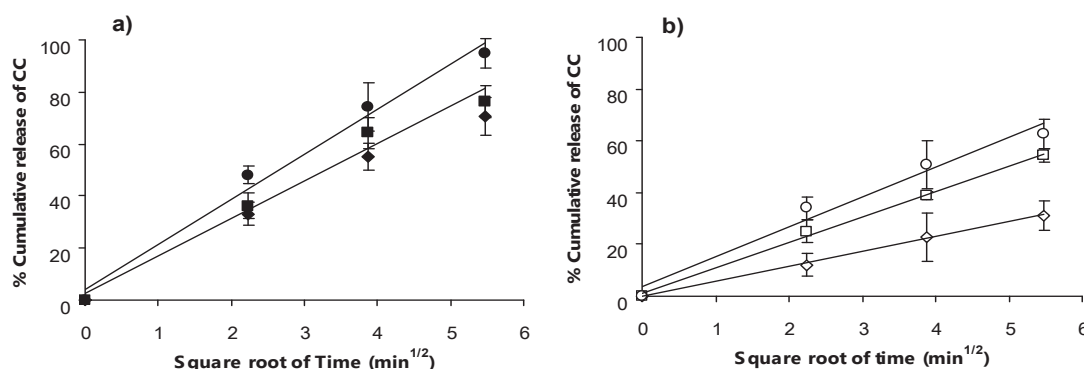 a)
% Cumulative release of CC
100
80
60
40
20
0
0 1 2 3 4 5 6
Square root of Time (min1/2)
b)
% Cumulative release of CC
100
80
60
40
20
0
0 1 2 3 4 5 6
Square root of time (min1/2)